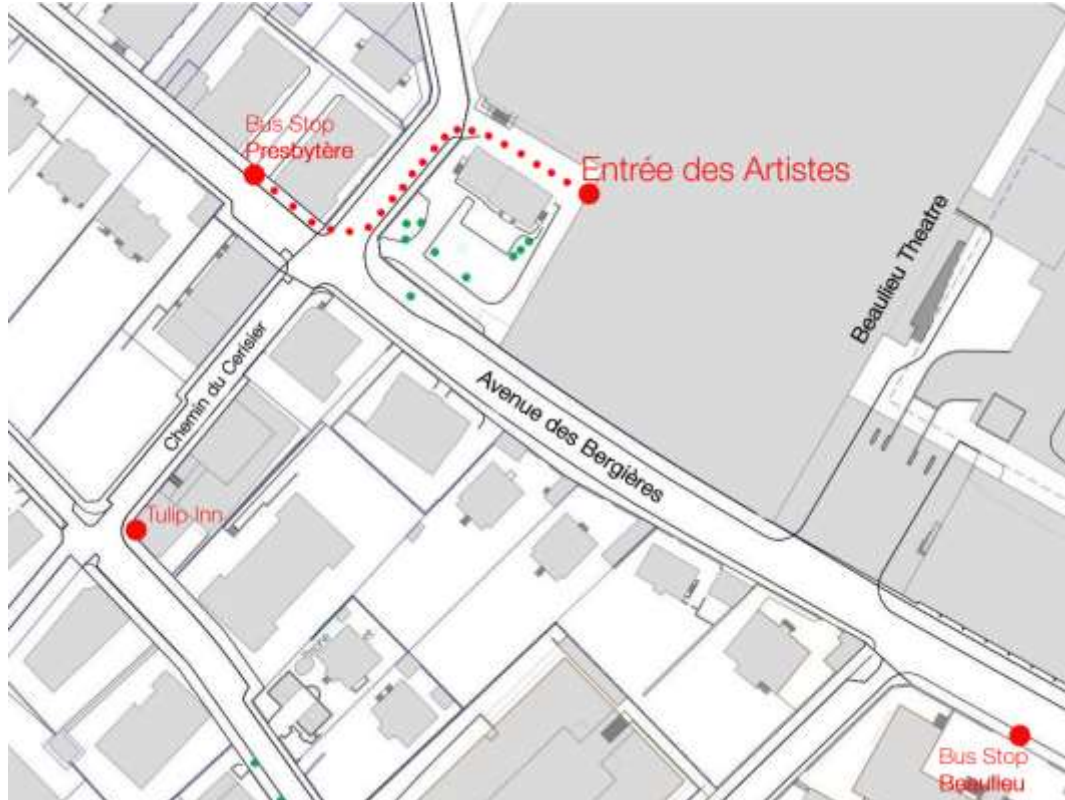 Bus Stop
Presbytère
Entrée des Artistes
Beaulieu Theatre
Chemin du Cerisier
Avenue des Bergières
Tulip Inn
Bus Stop
Beaulieu